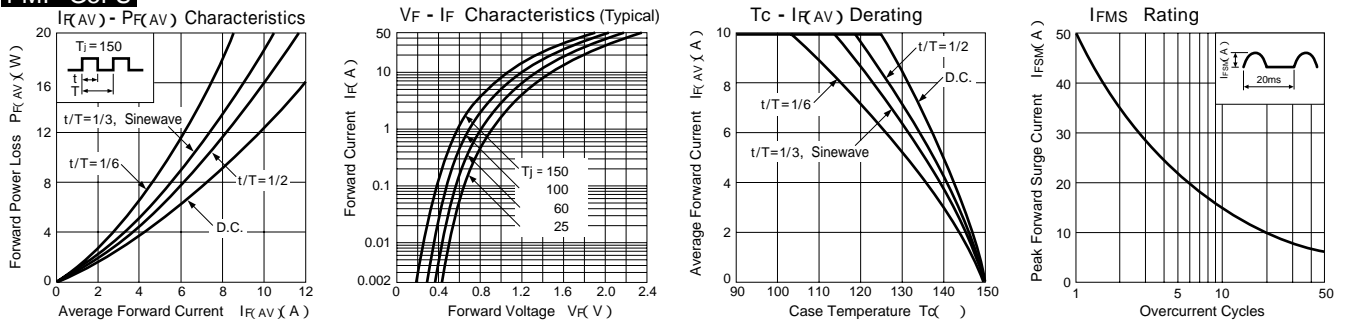 IF(AV) - PF(AV) Characteristics
20
16
12
8
4
0
Forward Power Loss PF(AV)(W)
Tj = 150
t
T
t/T=1/3, Sinewave
t/T=1/6
t/T=1/2
D.C.
0 2 4 6 8 10 12
Average Forward Current IF(AV)(A)
VF - IF Characteristics (Typical)
50
10
1
0.1
0.01
0.002
Forward Current IF(A)
Tj = 150
100
60
25
0 0.4 0.8 1.2 1.6 2.0 2.4
Forward Voltage VF(V)
Tc - IF(AV) Derating
10
8
6
4
2
0
Average Forward Current IF(AV)(A)
t/T=1/2
D.C.
t/T=1/6
t/T=1/3, Sinewave
90 100 110 120 130 140 150
Case Temperature Tc( )
IFMS Rating
50
40
30
20
10
0
Peak Forward Surge Current IFSM(A)
IFSM(A)
20ms
1 5 10 50
Overcurrent Cycles